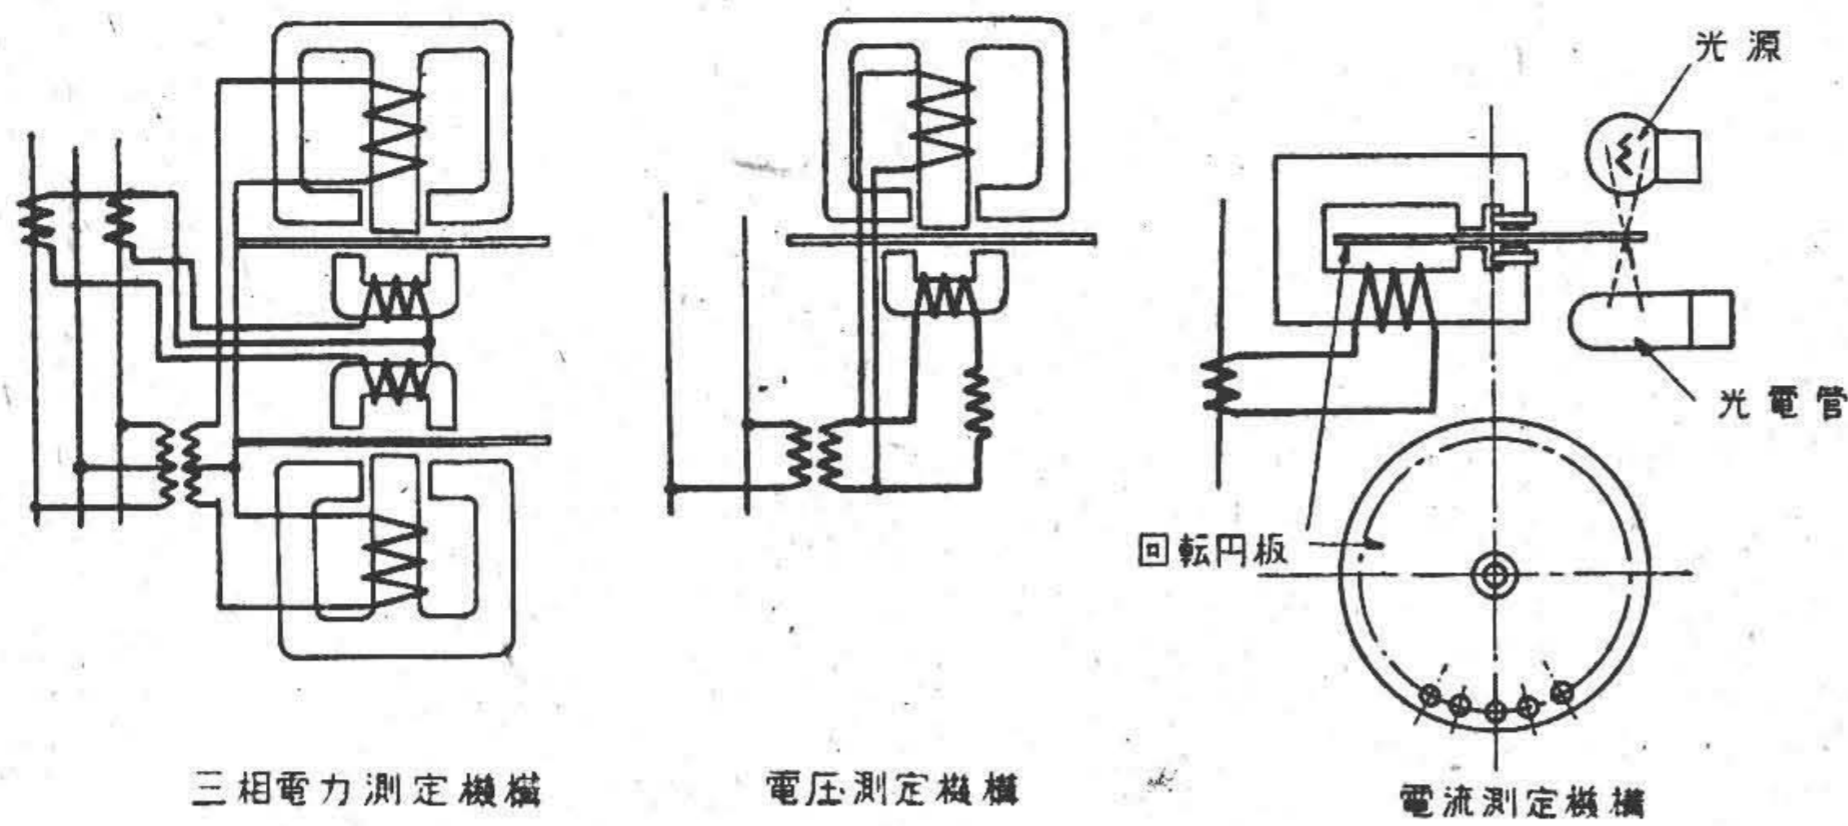 光源
光電管
回転円板
三相電力測定機構
電圧測定機構
電流測定機構